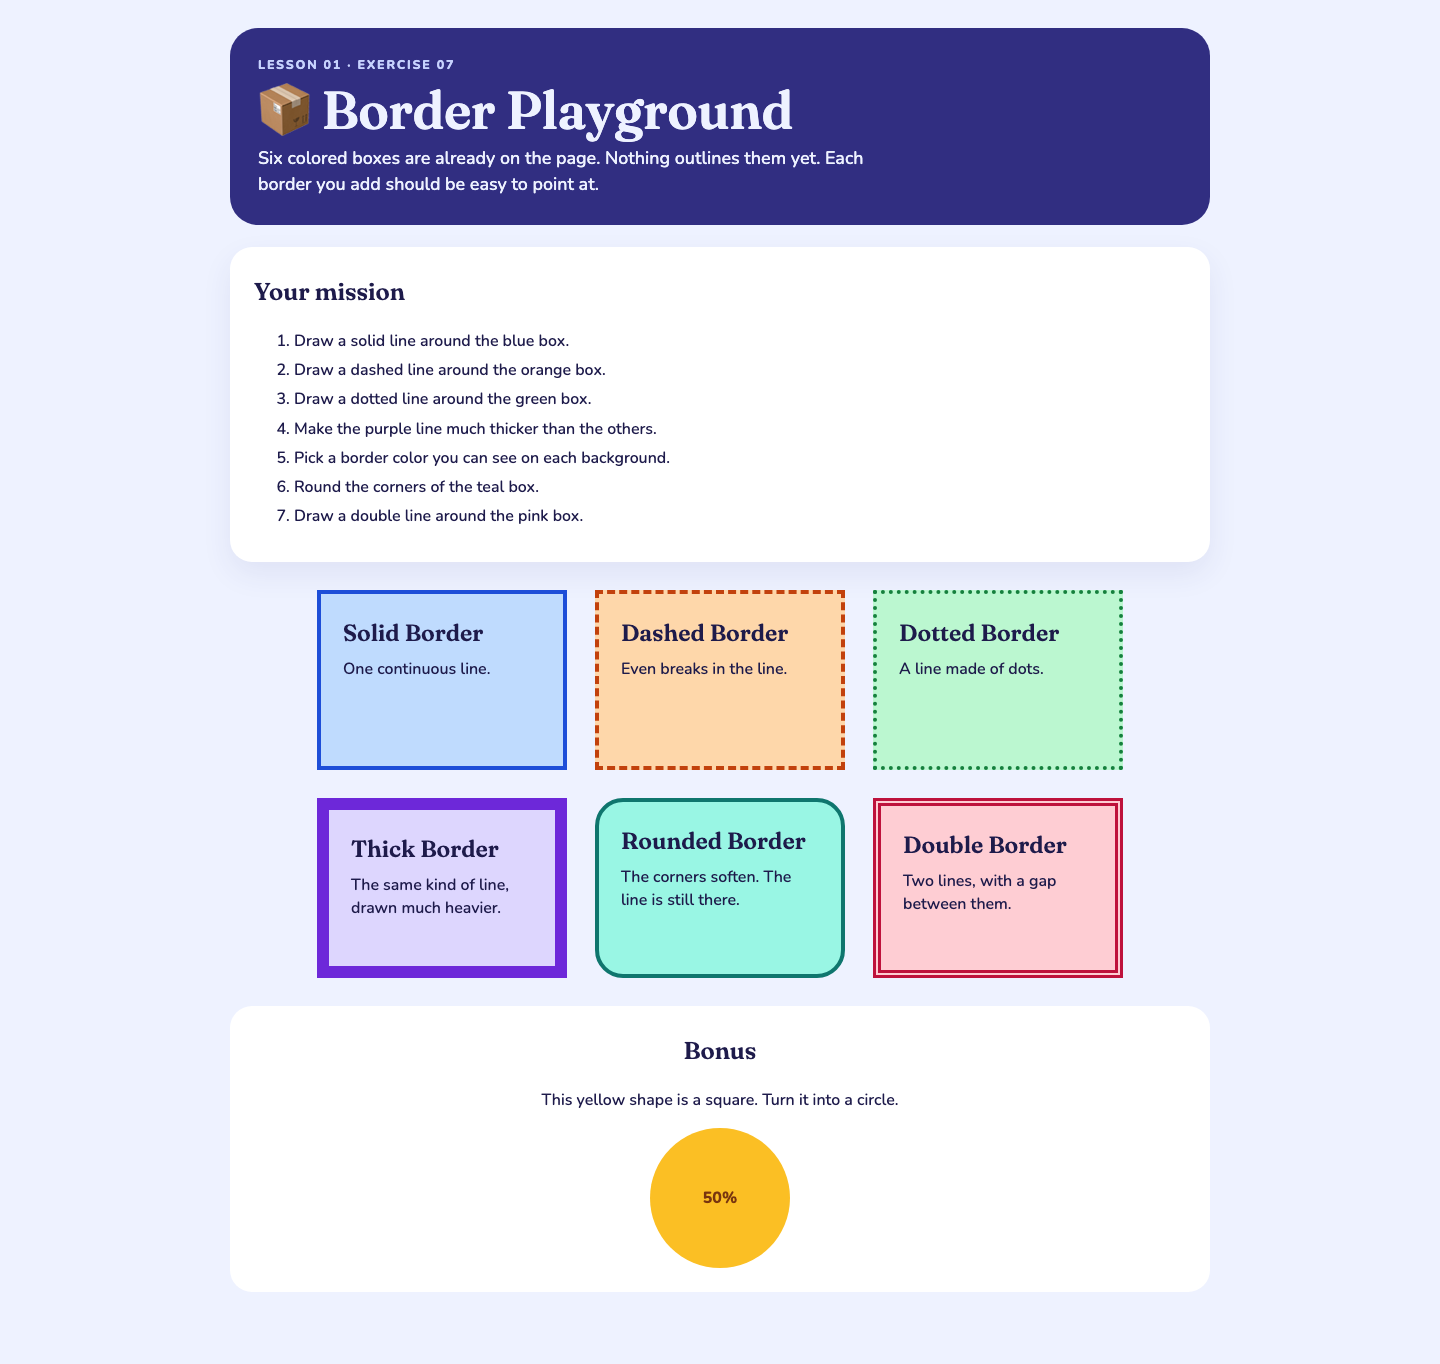 LESSON 01 · EXERCISE 07
📦 Border Playground
Six colored boxes are already on the page. Nothing outlines them yet. Each
border you add should be easy to point at.
Your mission
1. Draw a solid line around the blue box.
2. Draw a dashed line around the orange box.
3. Draw a dotted line around the green box.
4. Make the purple line much thicker than the others.
5. Pick a border color you can see on each background.
6. Round the corners of the teal box.
7. Draw a double line around the pink box.
Solid Border
One continuous line.
Dashed Border
Even breaks in the line.
Dotted Border
A line made of dots.
Thick Border
The same kind of line,
drawn much heavier.
Rounded Border
The corners soften. The
line is still there.
Double Border
Two lines, with a gap
between them.
Bonus
This yellow shape is a square. Turn it into a circle.
50%